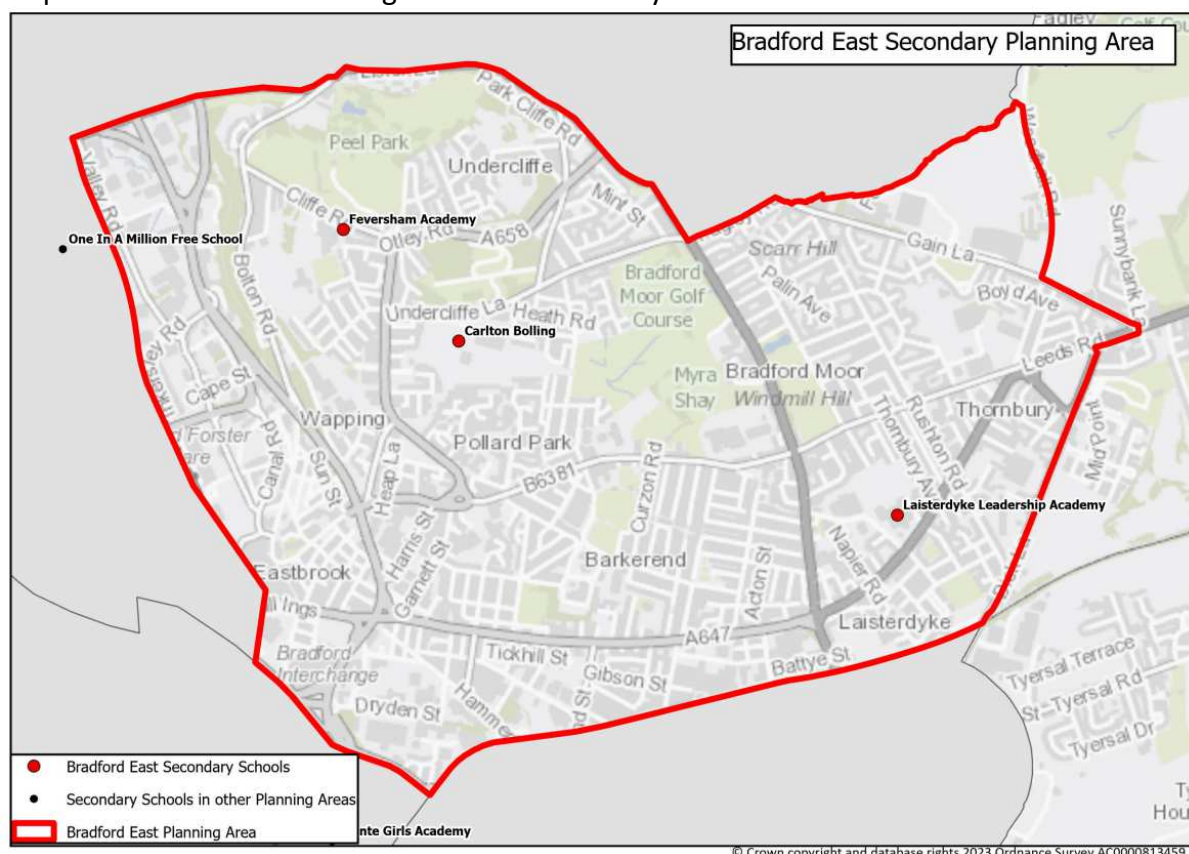 Bradford East Secondary Planning Area
Peel Park
Undercliffe
Park Cliffe Rd
Mint St
Valley Rd
Cliffe
Feversham Academy
Otley Rd
A658
One In A Million Free School
Bolton Rd
Undercliffe La
Heath Rd
Carlton Bolling
Bradford
Moor Golf
Course
Scarr Hill
Palin Ave
Gain La
Boyd Ave
Sunnybank La
Leeds Rd
Cape St
Wapping
Canal Rd
Sun St
Heap La
Pollard Park
B6381
Myra
Shay
Bradford Moor
Windmill Hill
Curzon Rd
Thornbury
Thornbury Ave
Rushton Rd
Mid Point
Laisterdyke Leadership Academy
Forster
Eastbrook
Harris St
Garnett St
Barkerend
Acton St
Napier Rd
Laisterdyke
A647
Bradford
Interchange
Tickhill St
Gibson St
Battye St
Dryden St
Tyersal Terrace
St-Tyersal Rd
Tyersal Dr
Bradford East Secondary Schools
Secondary Schools in other Planning Areas
Bradford East Planning Area
nte Girls Academy
© Crown copyright and database rights 2023 Ordnance Survey AC0000813459